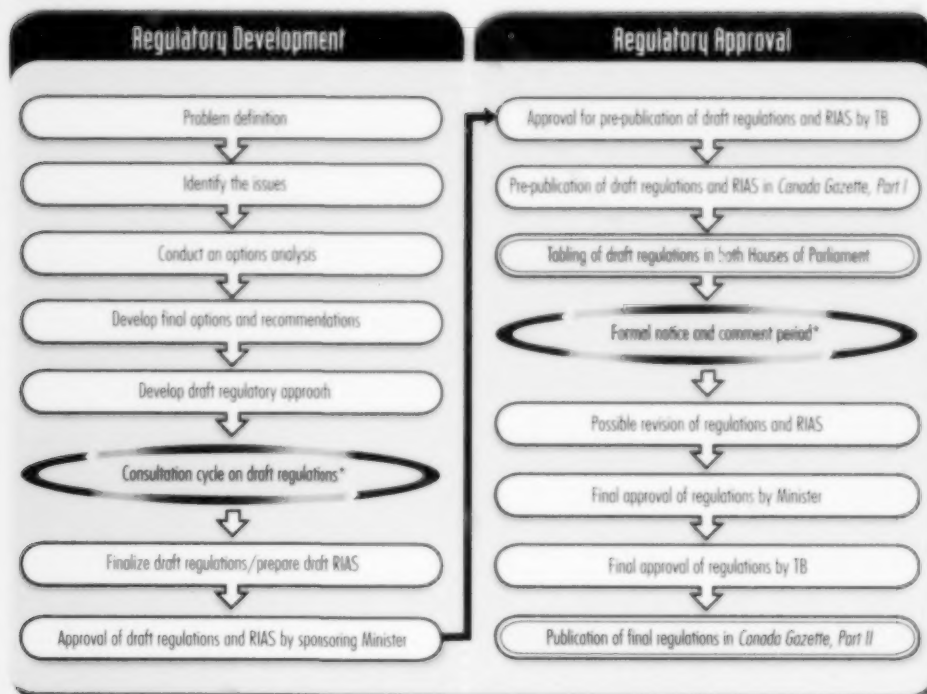 Regulatory Development
Problem definition
Identify the issues
Conduct an options analysis
Develop final options and recommendations
Develop draft regulatory approach
Consultation cycle on draft regulations*
Finalize draft regulations/prepare draft RIAS
Approval of draft regulations and RIAS by sponsoring Minister
Regulatory Approval
Approval for pre-publication of draft regulations and RIAS by TB
Pre-publication of draft regulations and RIAS in Canada Gazette, Part I
Tabling of draft regulations in both Houses of Parliament
Formal notice and comment period*
Possible revision of regulations and RIAS
Final approval of regulations by Minister
Final approval of regulations by TB
Publication of final regulations in Canada Gazette, Part II